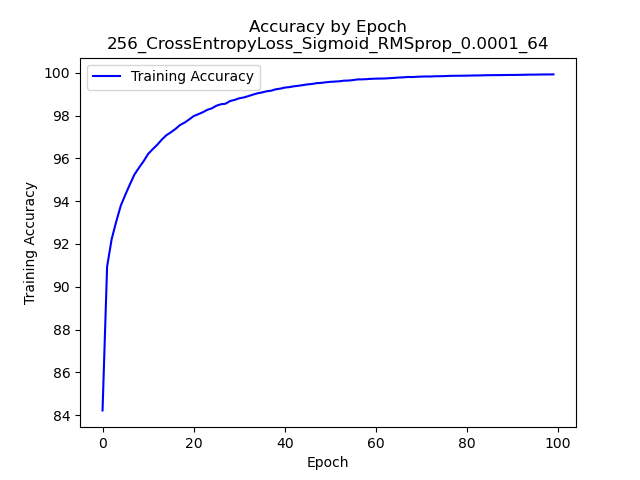 Accuracy by Epoch
256_CrossEntropyLoss_Sigmoid_RMSprop_0.0001_64
Training Accuracy
100
98
96
94
92
90
88
86
84
Training Accuracy
0 20 40 60 80 100
Epoch